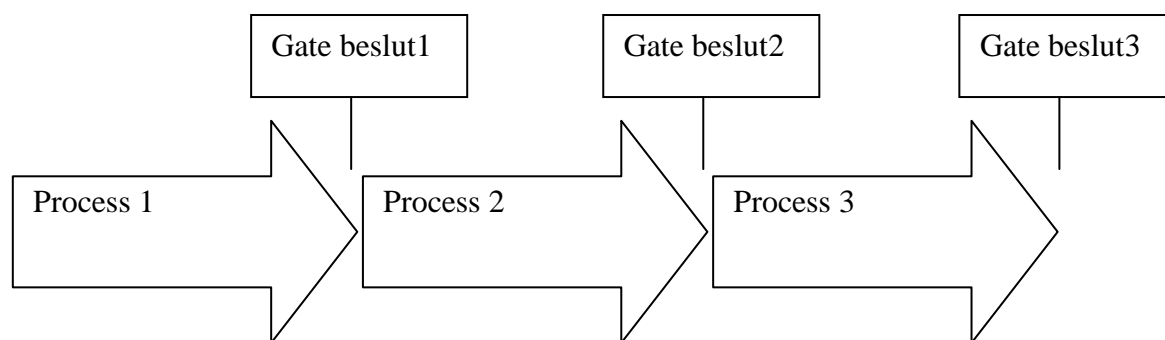 Gate beslut1
Gate beslut2
Gate beslut3
Process 1
Process 2
Process 3